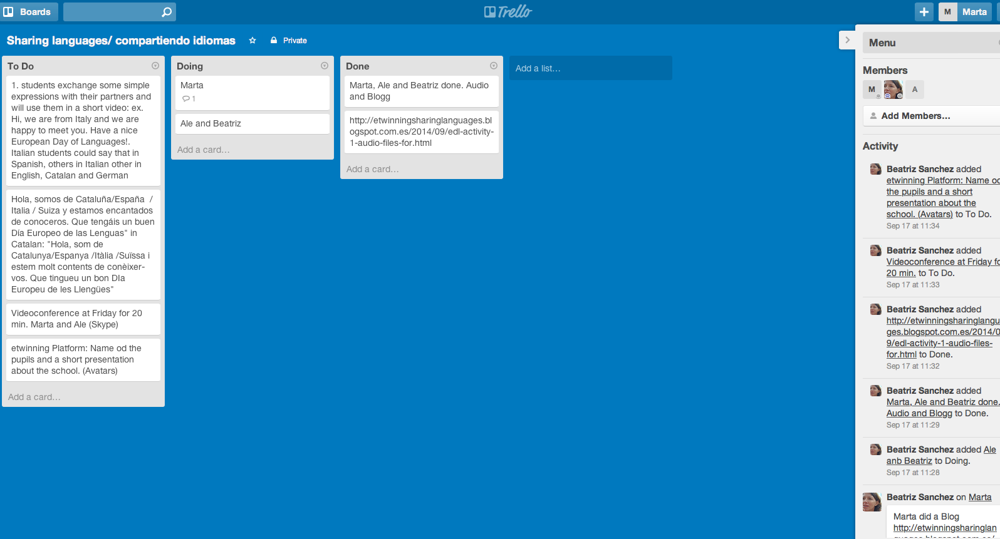 Boards
Trello
M
Marta
Sharing languages/ compartiendo idiomas
Private
To Do
1. students exchange some simple
expressions with their partners and
will use them in a short video: ex.
Hi, we are from Italy and we are
happy to meet you. Have a nice
European Day of Languages!.
Italian students could say that in
Spanish, others in Italian other in
English, Catalan and German
Hola, somos de Cataluña/España /
Italia / Suiza y estamos encantados
de conoceros. Que tengáis un buen
Día Europeo de las Lenguas" in
Catalan: "Hola, som de
Catalunya/Espanya /Itàlia /Suïssa i
estem molt contents de conèixer-
vos. Que tingueu un bon DIa
Europeu de les Llengües"
Videoconference at Friday for 20
min. Marta and Ale (Skype)
etwinning Platform: Name od the
pupils and a short presentation
about the school. (Avatars)
Add a card…
Doing
Marta
1
Ale and Beatriz
Add a card…
Done
Marta, Ale and Beatriz done. Audio
and Blogg
http://etwinningsharinglanguages.bl
ogspot.com.es/2014/09/edl-activity-
1-audio-files-for.html
Add a card…
Add a list…
Menu
Members
M
A
Add Members…
Activity
Beatriz Sanchez added
etwinning Platform: Name od
the pupils and a short
presentation about the
school. (Avatars) to To Do.
Sep 17 at 11:34
Beatriz Sanchez added
Videoconference at Friday fo
20 min. to To Do.
Sep 17 at 11:33
Beatriz Sanchez added
http://etwinningsharinglangu
ges.blogspot.com.es/2014/0
9/edl-activity-1-audio-files-
for.html to Done.
Sep 17 at 11:32
Beatriz Sanchez added
Marta, Ale and Beatriz done.
Audio and Blogg to Done.
Sep 17 at 11:29
Beatriz Sanchez added Ale
anb Beatriz to Doing.
Sep 17 at 11:28
Beatriz Sanchez on Marta
Marta did a Blog
http://etwinningsharinglan